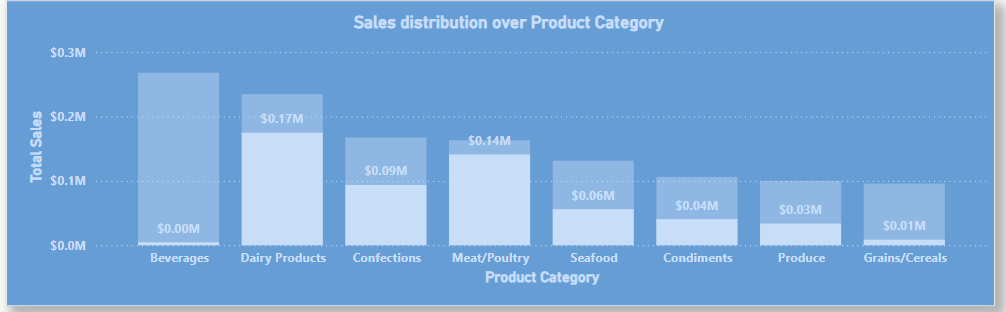 Sales distribution over Product Category
Total Sales
$0.3M
$0.2M
$0.1M
$0.0M
$0.00M
$0.17M
$0.09M
$0.14M
$0.06M
$0.04M
$0.03M
$0.01M
Beverages
Dairy Products
Confections
Meat/Poultry
Seafood
Condiments
Produce
Grains/Cereals
Product Category